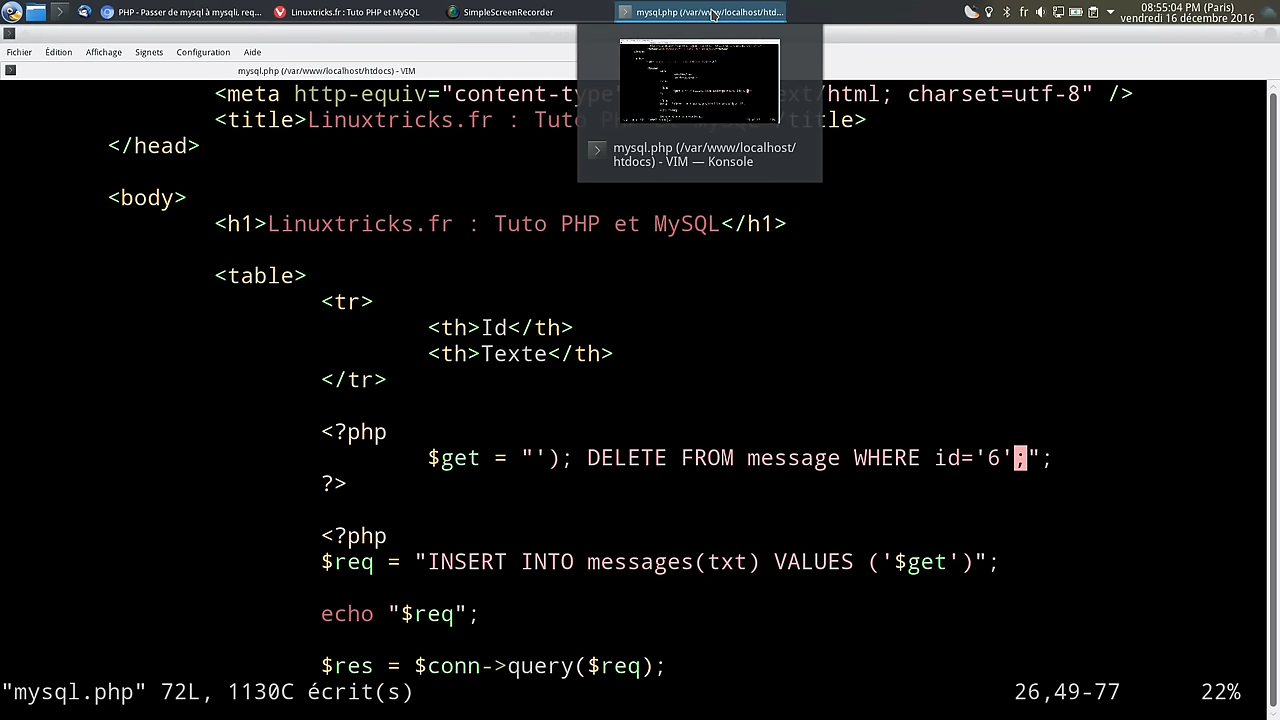 PHP - Passer de mysql à mysqli, req...
Linuxtricks.fr : Tuto PHP et MySQL
SimpleScreenRecorder
mysql.php (/var/www/localhost/htd...
fr
08:55:04 PM (Paris)
vendredi 16 décembre 2016
Fichier Édition Affichage Signets Configuration Aide
mysql.php (/var/www/localhost/htdocs) - VIM
mysql.php (/var/www/localhost/
htdocs) - VIM — Konsole
<meta http-equiv="content-type" text/html; charset=utf-8" />
<title>Linuxtricks.fr : Tuto PHP et mySQL</title>
</head>
<body>
<h1>Linuxtricks.fr : Tuto PHP et MySQL</h1>
<table>
<tr>
<th>Id</th>
<th>Texte</th>
</tr>
<?php
$get = "'); DELETE FROM message WHERE id='6';";
?>
<?php
$req = "INSERT INTO messages(txt) VALUES ('$get')";
echo "$req";
$res = $conn->query($req);
"mysql.php" 72L, 1130C écrit(s)
26,49-77
22%